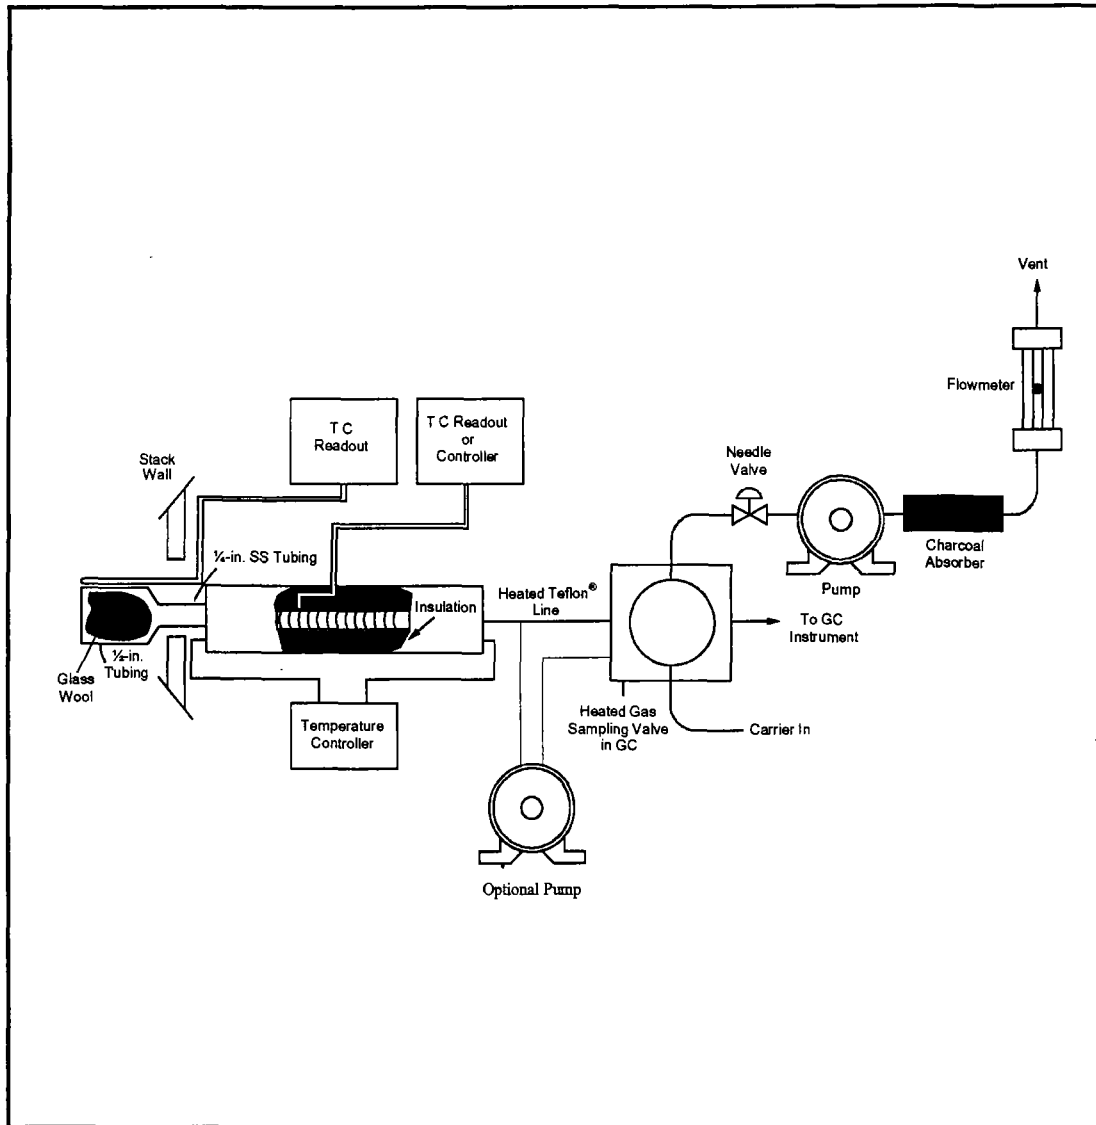 Vent
Flowmeter
T C
Readout
T C Readout
or
Controller
Needle
Valve
Stack
Wall
Charcoal
Absorber
¼-in. SS Tubing
Pump
Heated Teflon®
Line
Insulation
To GC
Instrument
½-in.
Tubing
Glass
Wool
Temperature
Controller
Heated Gas
Sampling Valve
in GC
Carrier In
Optional Pump